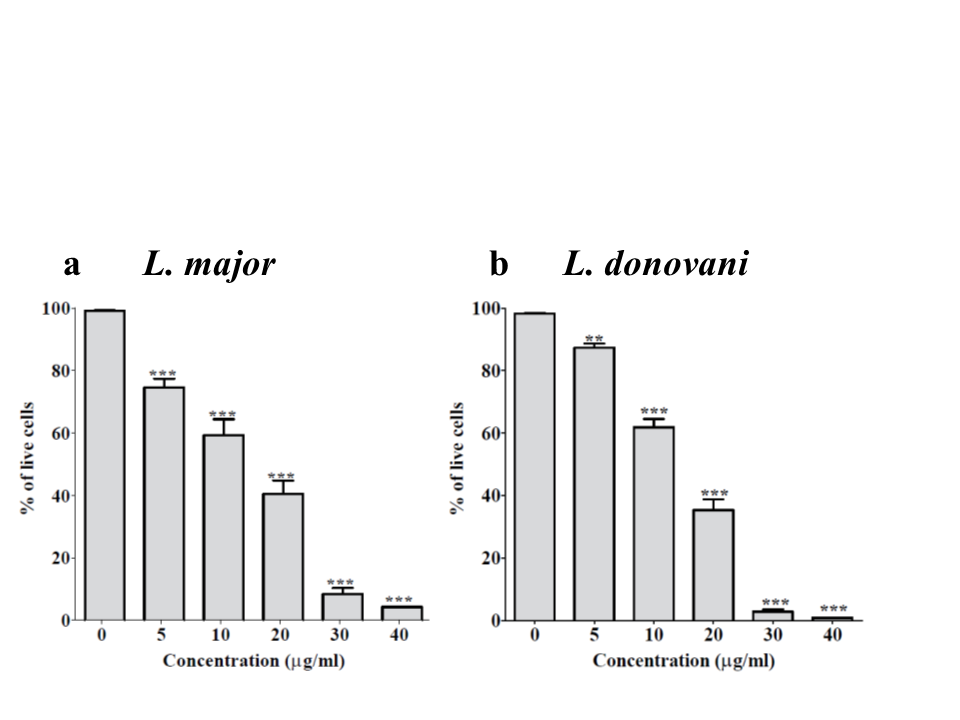 a L. major
b L. donovani
% of live cells
100
80
60
40
20
0
*** *** *** *** ***
0 5 10 20 30 40
Concentration (μg/ml)
% of live cells
100
80
60
40
20
0
** *** *** *** ***
0 5 10 20 30 40
Concentration (μg/ml)